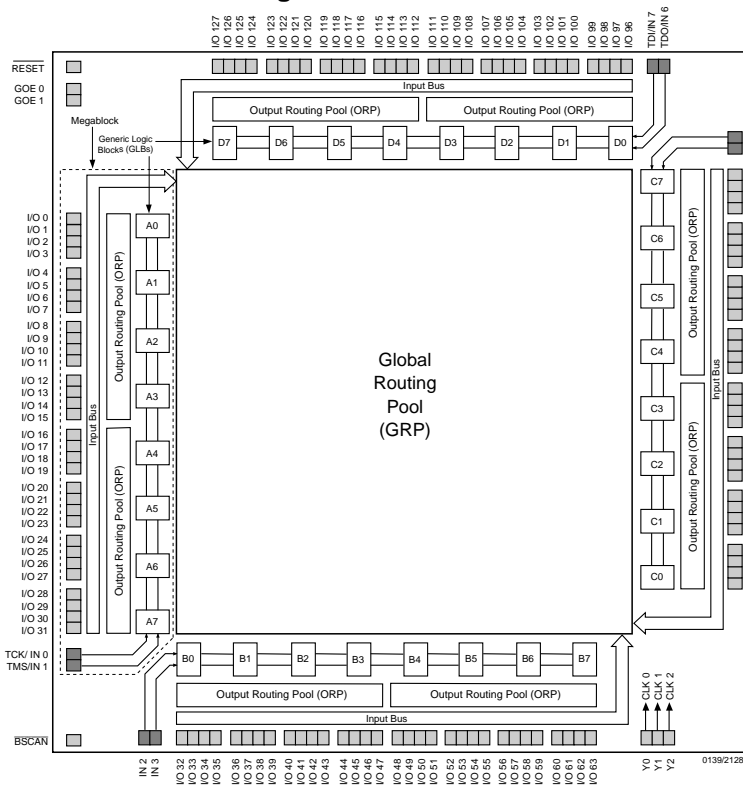 I/O 127
I/O 126
I/O 125
I/O 124
I/O 123
I/O 122
I/O 121
I/O 120
I/O 119
I/O 118
I/O 117
I/O 116
I/O 115
I/O 114
I/O 113
I/O 112
I/O 111
I/O 110
I/O 109
I/O 108
I/O 107
I/O 106
I/O 105
I/O 104
I/O 103
I/O 102
I/O 101
I/O 100
I/O 99
I/O 98
I/O 97
I/O 96
TDI/IN 7
TDO/IN 6
RESET
GOE 0
GOE 1
Input Bus
Output Routing Pool (ORP)
Output Routing Pool (ORP)
Megablock
Generic Logic
Blocks (GLBs)
D7
D6
D5
D4
D3
D2
D1
D0
I/O 0
I/O 1
I/O 2
I/O 3
I/O 4
I/O 5
I/O 6
I/O 7
I/O 8
I/O 9
I/O 10
I/O 11
I/O 12
I/O 13
I/O 14
I/O 15
I/O 16
I/O 17
I/O 18
I/O 19
I/O 20
I/O 21
I/O 22
I/O 23
I/O 24
I/O 25
I/O 26
I/O 27
I/O 28
I/O 29
I/O 30
I/O 31
TCK/ IN 0
TMS/IN 1
Input Bus
Output Routing Pool (ORP)
Output Routing Pool (ORP)
A0
A1
A2
A3
A4
A5
A6
A7
Global
Routing
Pool
(GRP)
C7
C6
C5
C4
C3
C2
C1
C0
Output Routing Pool (ORP)
Output Routing Pool (ORP)
Input Bus
B0
B1
B2
B3
B4
B5
B6
B7
Output Routing Pool (ORP)
Output Routing Pool (ORP)
Input Bus
CLK 0
CLK 1
CLK 2
BSCAN
IN 2
IN 3
I/O 32
I/O 33
I/O 34
I/O 35
I/O 36
I/O 37
I/O 38
I/O 39
I/O 40
I/O 41
I/O 42
I/O 43
I/O 44
I/O 45
I/O 46
I/O 47
I/O 48
I/O 49
I/O 50
I/O 51
I/O 52
I/O 53
I/O 54
I/O 55
I/O 56
I/O 57
I/O 58
I/O 59
I/O 60
I/O 61
I/O 62
I/O 63
Y0
Y1
Y2
0139/2128